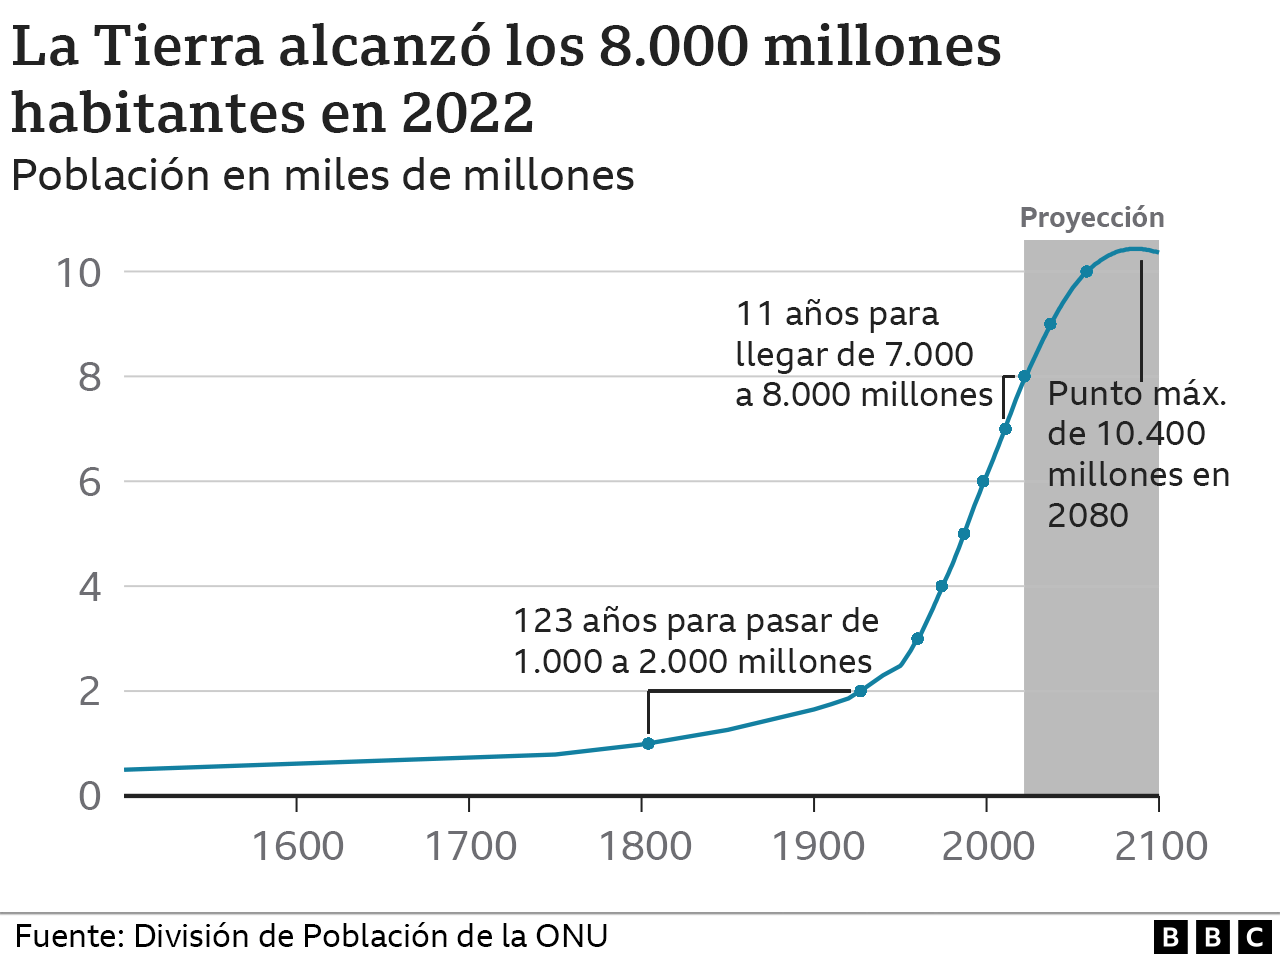 La Tierra alcanzó los 8.000 millones
habitantes en 2022
Población en miles de millones
Proyección
10
8
6
4
2
0
11 años para
llegar de 7.000
a 8.000 millones
Punto máx.
de 10.400
millones en
2080
123 años para pasar de
1.000 a 2.000 millones
1600
1700
1800
1900
2000
2100
Fuente: División de Población de la ONU
BBC